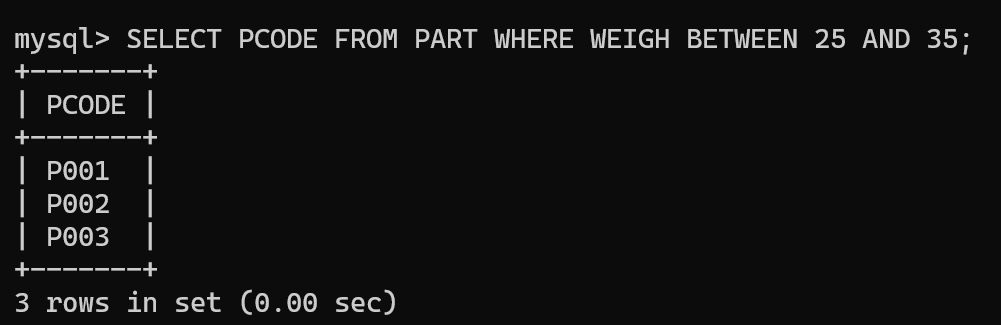 mysql> SELECT PCODE FROM PART WHERE WEIGH BETWEEN 25 AND 35;
+-------+
| PCODE |
+-------+
| P001  |
| P002  |
| P003  |
+-------+
3 rows in set (0.00 sec)